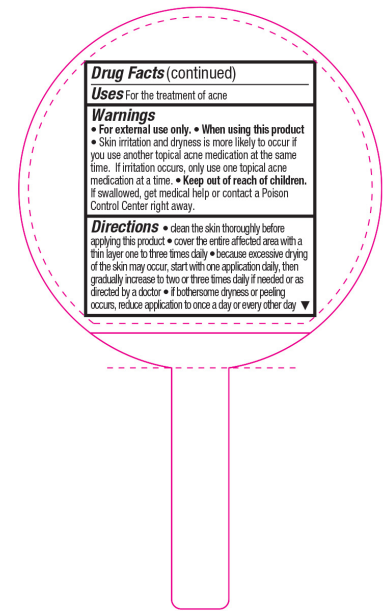 Drug Facts (continued)
Uses For the treatment of acne
Warnings
• For external use only. • When using this product
• Skin irritation and dryness is more likely to occur if
you use another topical acne medication at the same
time. If irritation occurs, only use one topical acne
medication at a time. • Keep out of reach of children.
If swallowed, get medical help or contact a Poison
Control Center right away.
Directions • clean the skin thoroughly before
applying this product • cover the entire affected area with a
thin layer one to three times daily • because excessive drying
of the skin may occur, start with one application daily, then
gradually increase to two or three times daily if needed or as
directed by a doctor • if bothersome dryness or peeling
occurs, reduce application to once a day or every other day ▼